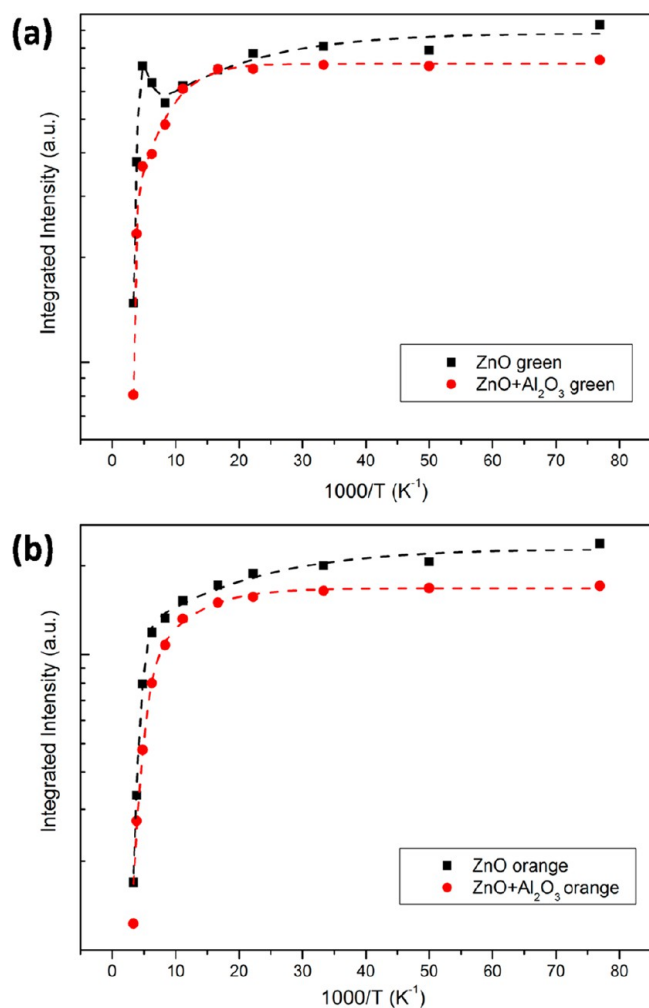 (a)
Integrated Intensity (a.u.)
ZnO green
ZnO+Al₂O₃ green
0 10 20 30 40 50 60 70 80
1000/T (K⁻¹)
(b)
Integrated Intensity (a.u.)
ZnO orange
ZnO+Al₂O₃ orange
0 10 20 30 40 50 60 70 80
1000/T (K⁻¹)